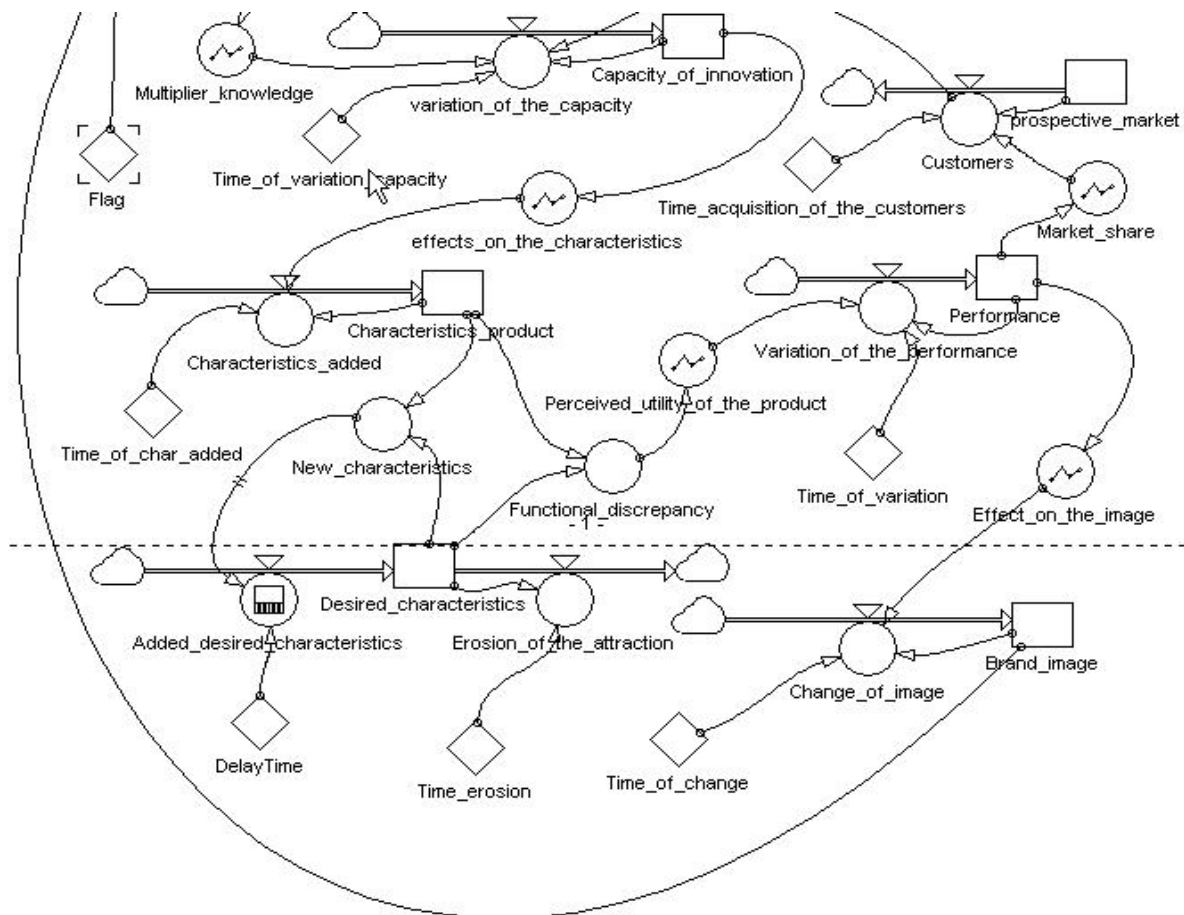 Multiplier_knowledge
variation_of_the_capacity
Capacity_of_innovation
prospective_market
Customers
Flag
Time_of_variation_capacity
Time_acquisition_of_the_customers
Market_share
effects_on_the_characteristics
Characteristics_product
Performance
Characteristics_added
Variation_of_the_performance
Perceived_utility_of_the_product
Time_of_char_added
New_characteristics
Time_of_variation
Functional_discrepancy
Effect_on_the_image
- 1 -
Desired_characteristics
Added_desired_characteristics
Erosion_of_the_attraction
Brand_image
Change_of_image
DelayTime
Time_erosion
Time_of_change